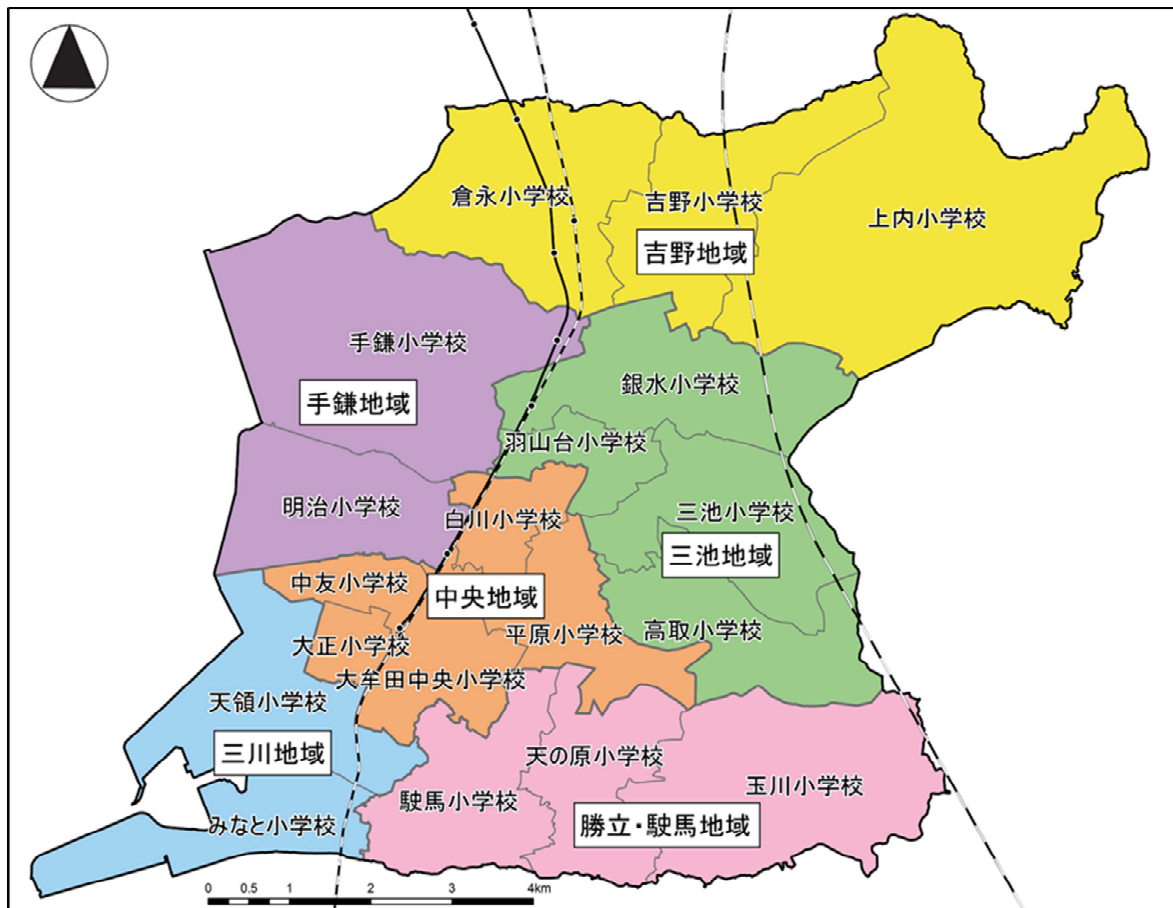 倉永小学校
吉野小学校
上内小学校
吉野地域
手鎌小学校
手鎌地域
銀水小学校
羽山台小学校
明治小学校
白川小学校
三池小学校
三池地域
中友小学校
中央地域
大正小学校
平原小学校
高取小学校
大牟田中央小学校
天領小学校
三川地域
天の原小学校
玉川小学校
駛馬小学校
みなと小学校
勝立・駛馬地域
0 0.5 1 2 3 4km